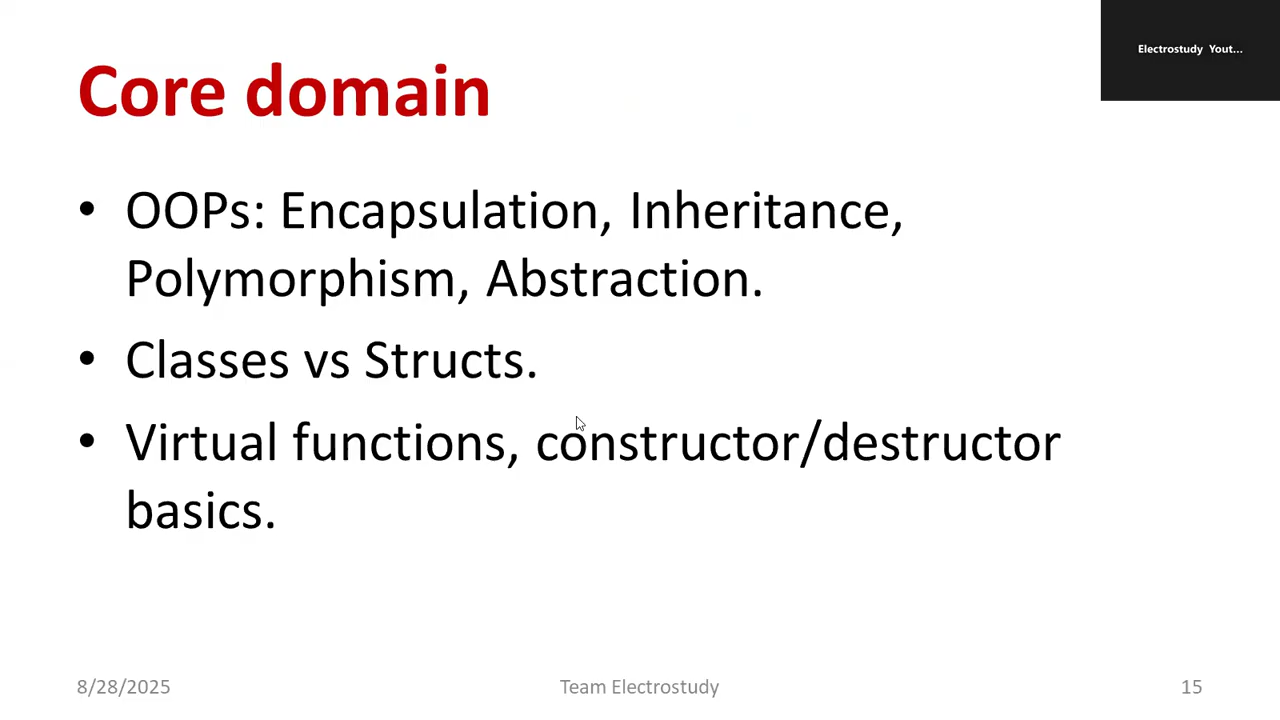 Electrostudy Yout...
Core domain
• OOPs: Encapsulation, Inheritance,
Polymorphism, Abstraction.
• Classes vs Structs.
• Virtual functions, constructor/destructor
basics.
8/28/2025
Team Electrostudy
15